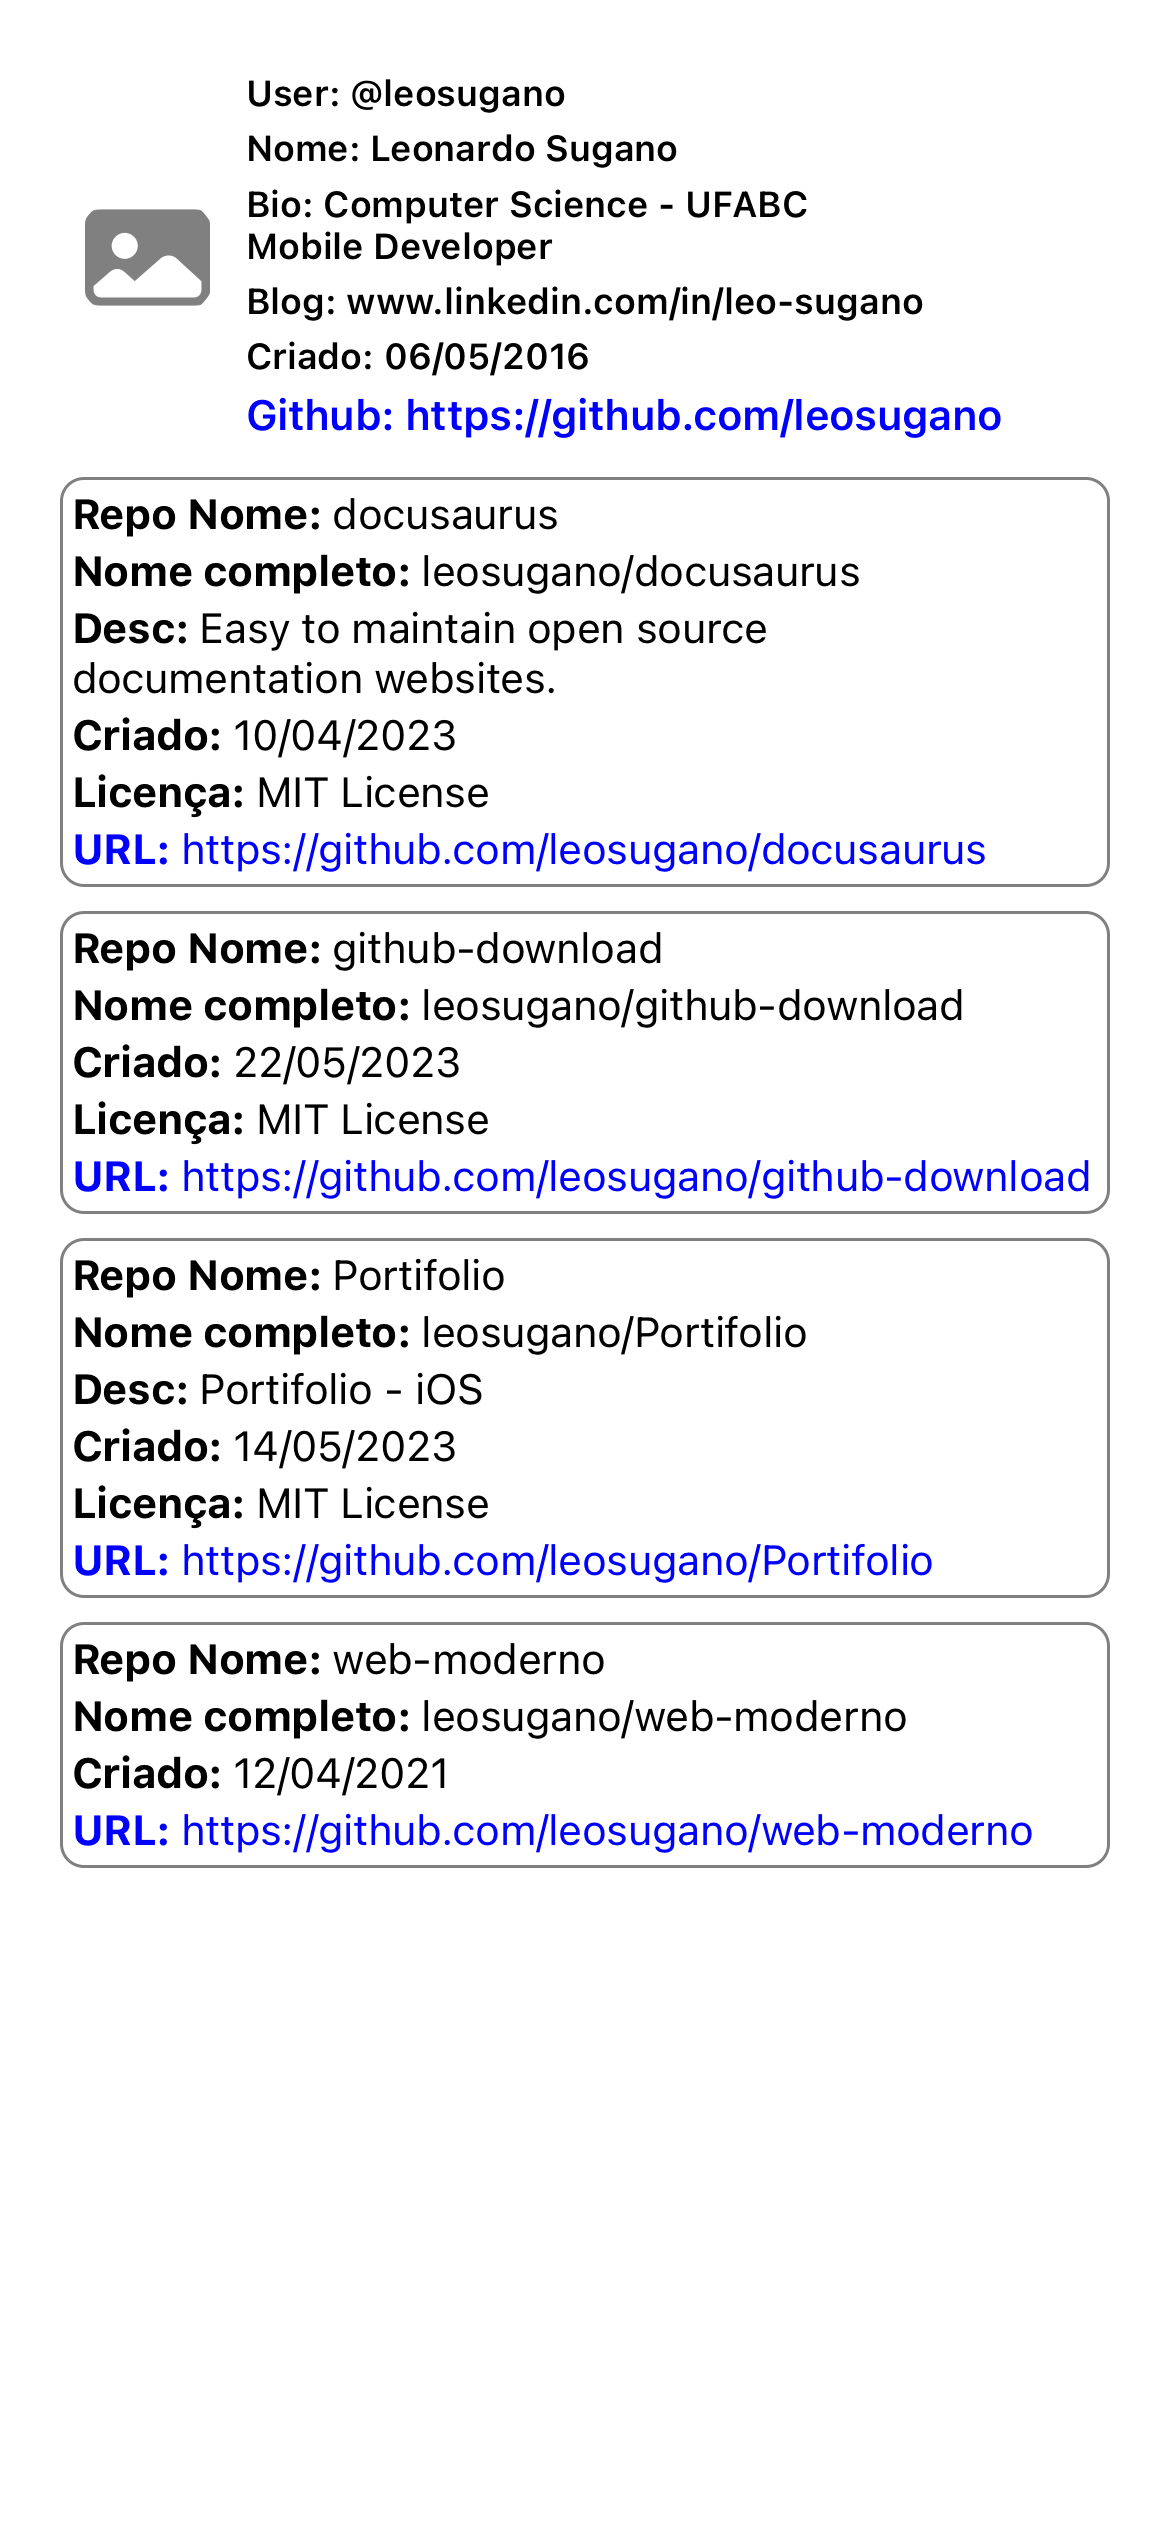 User: @leosugano
Nome: Leonardo Sugano
Bio: Computer Science - UFABC
Mobile Developer
Blog: www.linkedin.com/in/leo-sugano
Criado: 06/05/2016
Github: https://github.com/leosugano
Repo Nome: docusaurus
Nome completo: leosugano/docusaurus
Desc: Easy to maintain open source
documentation websites.
Criado: 10/04/2023
Licença: MIT License
URL: https://github.com/leosugano/docusaurus
Repo Nome: github-download
Nome completo: leosugano/github-download
Criado: 22/05/2023
Licença: MIT License
URL: https://github.com/leosugano/github-download
Repo Nome: Portifolio
Nome completo: leosugano/Portifolio
Desc: Portifolio - iOS
Criado: 14/05/2023
Licença: MIT License
URL: https://github.com/leosugano/Portifolio
Repo Nome: web-moderno
Nome completo: leosugano/web-moderno
Criado: 12/04/2021
URL: https://github.com/leosugano/web-moderno